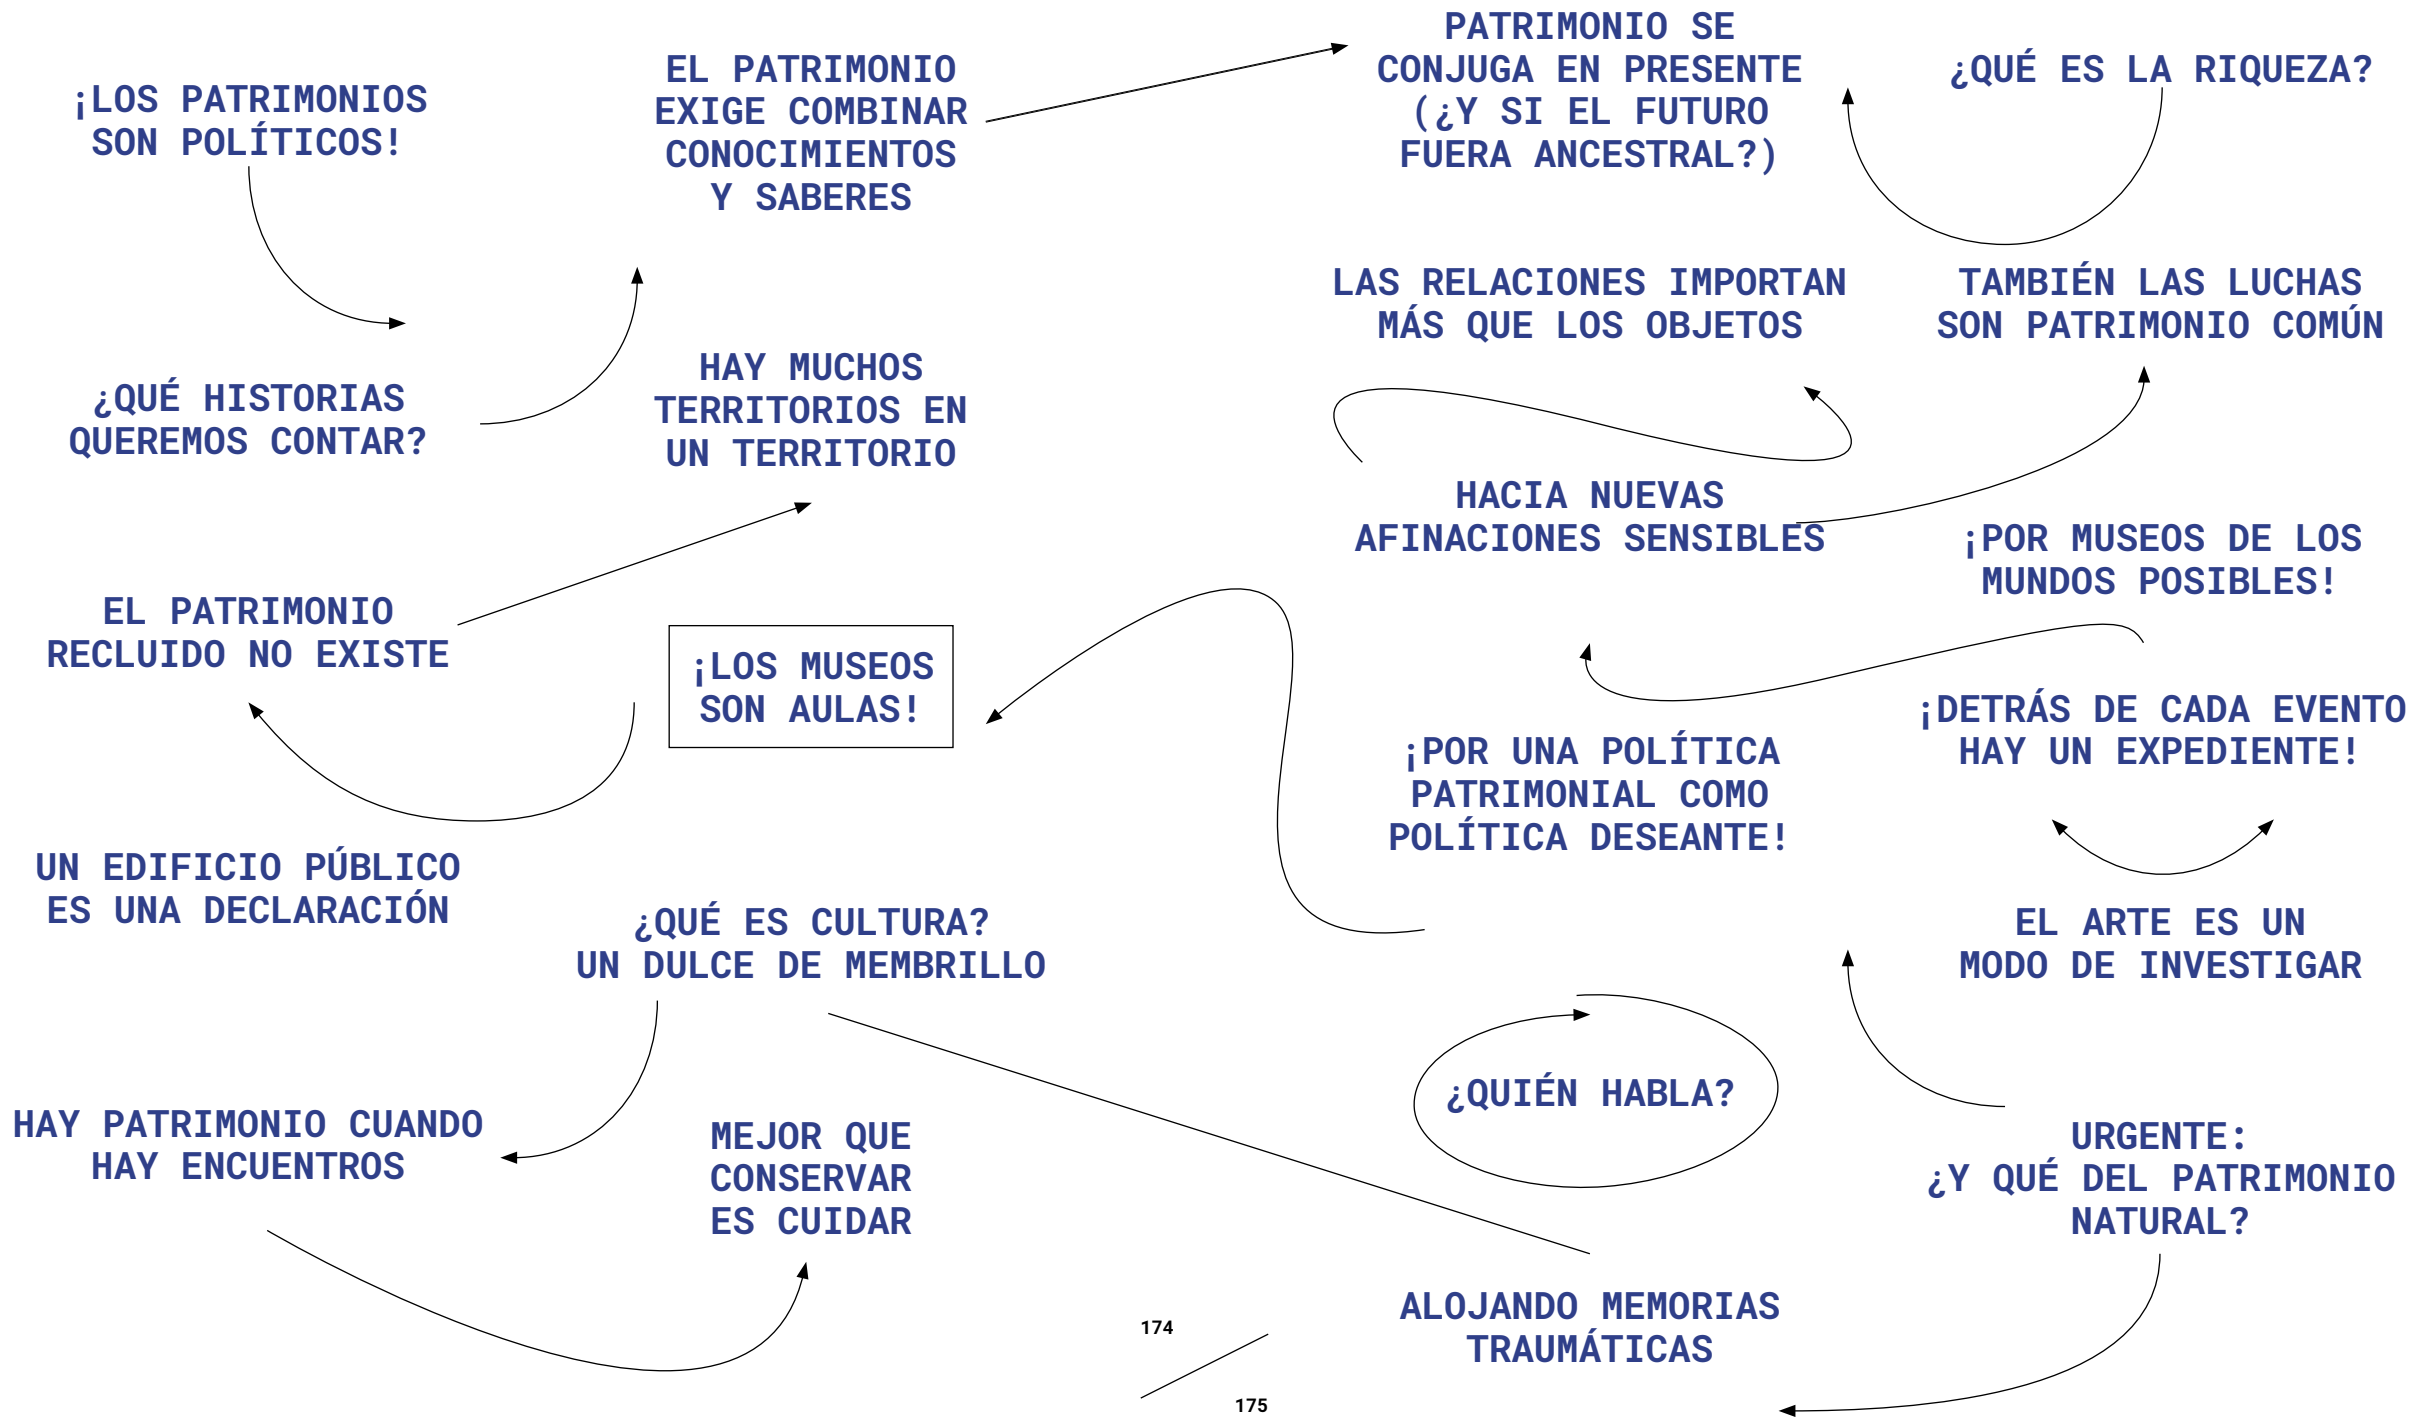 ¡LOS PATRIMONIOS
SON POLÍTICOS!
¿QUÉ HISTORIAS
QUEREMOS CONTAR?
EL PATRIMONIO
RECLUIDO NO EXISTE
UN EDIFICIO PÚBLICO
ES UNA DECLARACIÓN
HAY PATRIMONIO CUANDO
HAY ENCUENTROS
EL PATRIMONIO
EXIGE COMBINAR
CONOCIMIENTOS
Y SABERES
HAY MUCHOS
TERRITORIOS EN
UN TERRITORIO
¡LOS MUSEOS
SON AULAS!
¿QUÉ ES CULTURA?
UN DULCE DE MEMBRILLO
MEJOR QUE
CONSERVAR
ES CUIDAR
PATRIMONIO SE
CONJUGA EN PRESENTE
(¿Y SI EL FUTURO
FUERA ANCESTRAL?)
LAS RELACIONES IMPORTAN
MÁS QUE LOS OBJETOS
HACIA NUEVAS
AFINACIONES SENSIBLES
¡POR UNA POLÍTICA
PATRIMONIAL COMO
POLÍTICA DESEANTE!
¿QUIÉN HABLA?
ALOJANDO MEMORIAS
TRAUMÁTICAS
¿QUÉ ES LA RIQUEZA?
TAMBIÉN LAS LUCHAS
SON PATRIMONIO COMÚN
¡POR MUSEOS DE LOS
MUNDOS POSIBLES!
¡DETRÁS DE CADA EVENTO
HAY UN EXPEDIENTE!
EL ARTE ES UN
MODO DE INVESTIGAR
URGENTE:
¿Y QUÉ DEL PATRIMONIO
NATURAL?
174
175